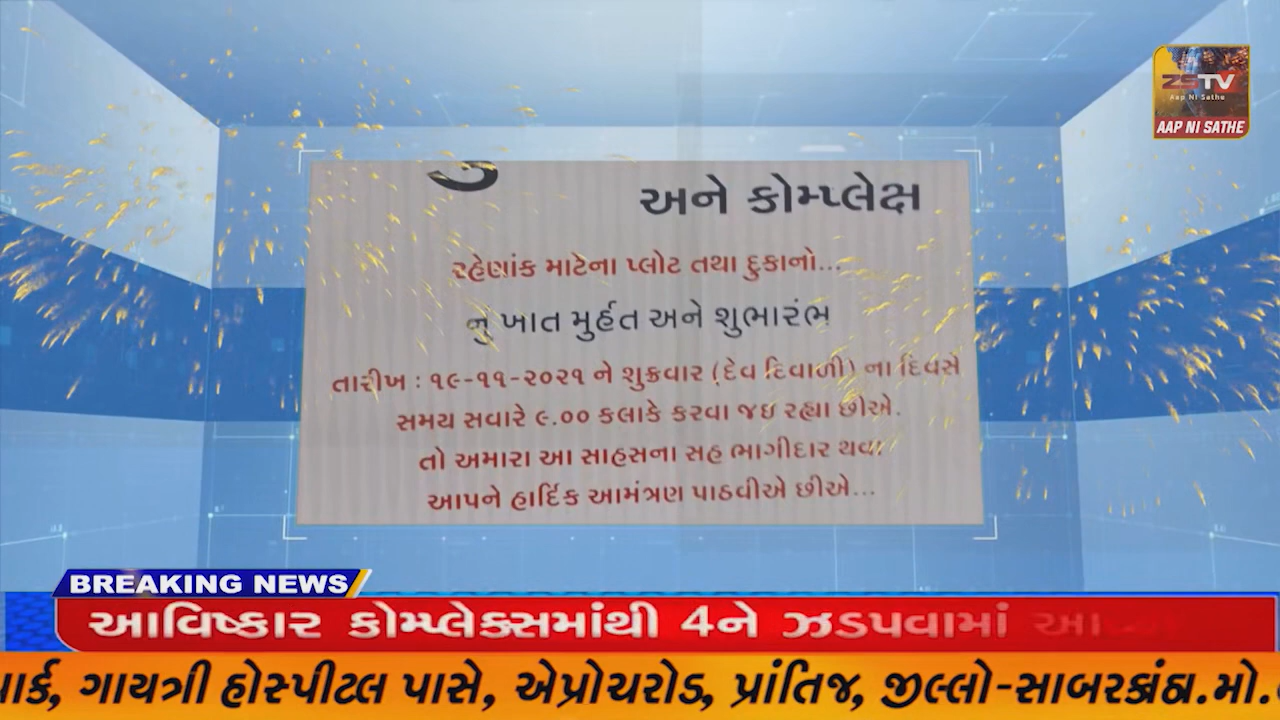 ZSTV
Aap Ni Sathe
AAP NI SATHE
અને કોમ્પ્લેક્ષ
રહેણાંક માટેના પ્લોટ તથા દુકાનો...
નુ ખાત મુર્હત અને શુભારંભ
તારીખ : ૧૯-૧૧-૨૦૨૧ ને શુક્રવાર (દેવ દિવાળી) ના દિવસે
સમય સવારે ૯.૦૦ કલાકે કરવા જઇ રહ્યા છીએ.
તો અમારા આ સાહસના સહ ભાગીદાર થવા
આપને હાર્દિક આમંત્રણ પાઠવીએ છીએ...
BREAKING NEWS
આવિષ્કાર કોમ્પ્લેક્સમાંથી 4ને ઝડપવામાં
પાર્ક, ગાયત્રી હોસ્પીટલ પાસે, એપ્રોચરોડ, પ્રાંતિજ, જીલ્લો-સાબરકાંઠા.મો.